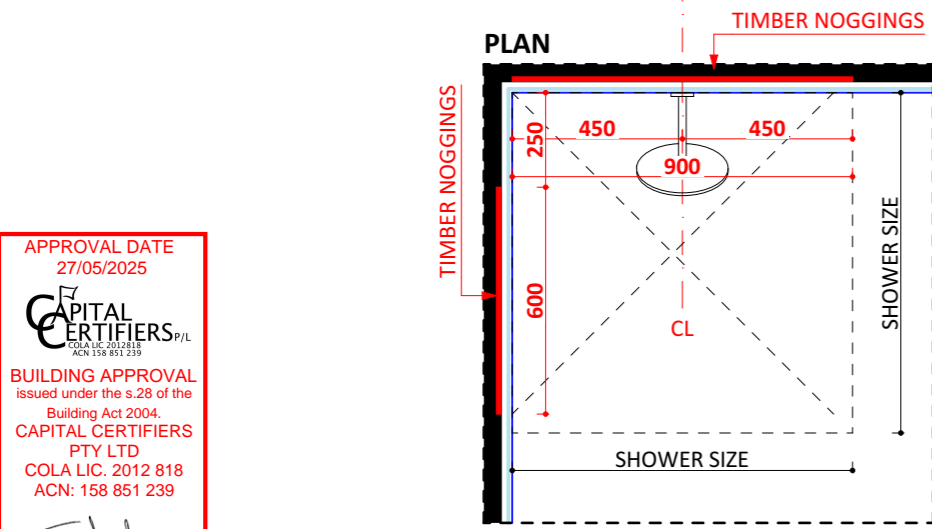 TIMBER NOGGINGS
PLAN
TIMBER NOGGINGS
250
450
450
900
600
CL
SHOWER SIZE
SHOWER SIZE
APPROVAL DATE
27/05/2025
CAPITAL
CERTIFIERS P/L
COLA LIC 2012818
ACN 158 851 239
BUILDING APPROVAL
issued under the s.28 of the
Building Act 2004.
CAPITAL CERTIFIERS
PTY LTD
COLA LIC. 2012 818
ACN: 158 851 239